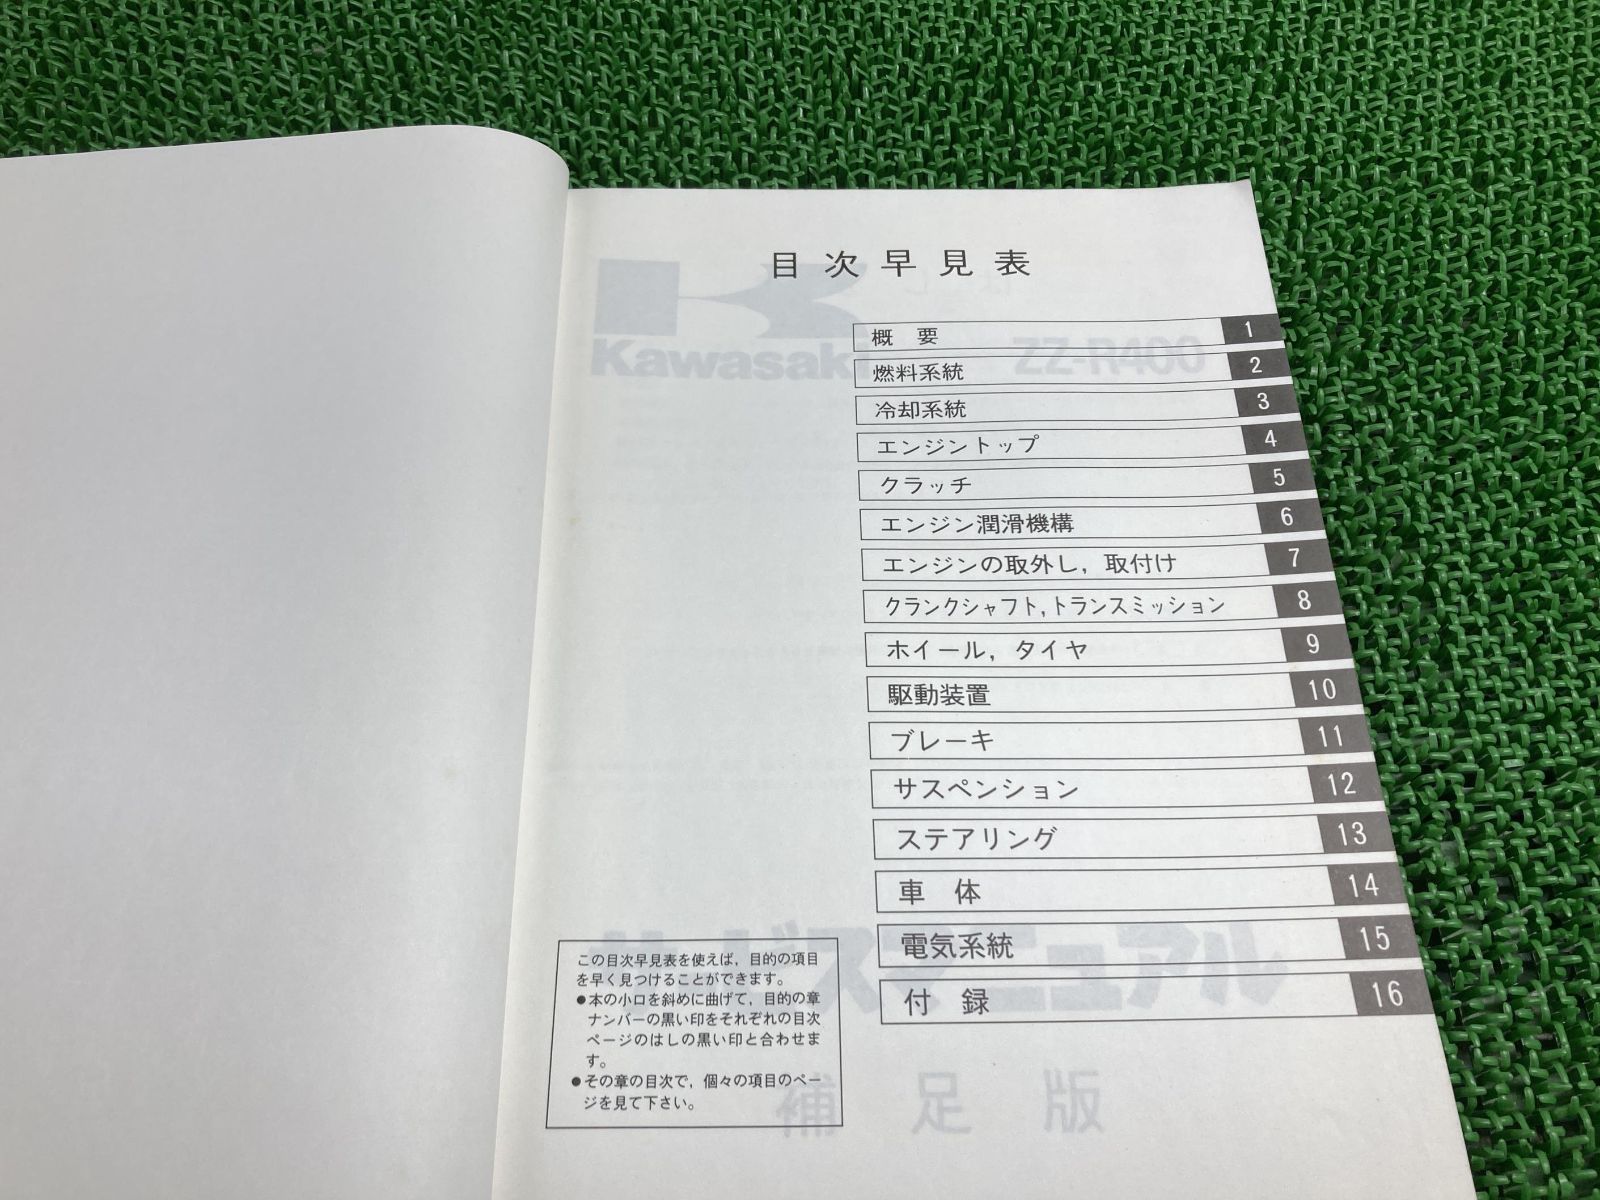 目次早見表
概 要 1
燃料系統 2
冷却系統 3
エンジントップ 4
クラッチ 5
エンジン潤滑機構 6
エンジンの取外し，取付け 7
クランクシャフト,トランスミッション 8
ホイール，タイヤ 9
駆動装置 10
ブレーキ 11
サスペンション 12
ステアリング 13
車 体 14
電気系統 15
付 録 16
この目次早見表を使えば，目的の項目
を早く見つけることができます。
●本の小口を斜めに曲げて，目的の章
ナンバーの黒い印をそれぞれの目次
ページのはしの黒い印と合わせま
す。
●その章の目次で，個々の項目のペー
ジを見て下さい。
Kawasaki
ZZ-R400
サービスマニュアル
補足版